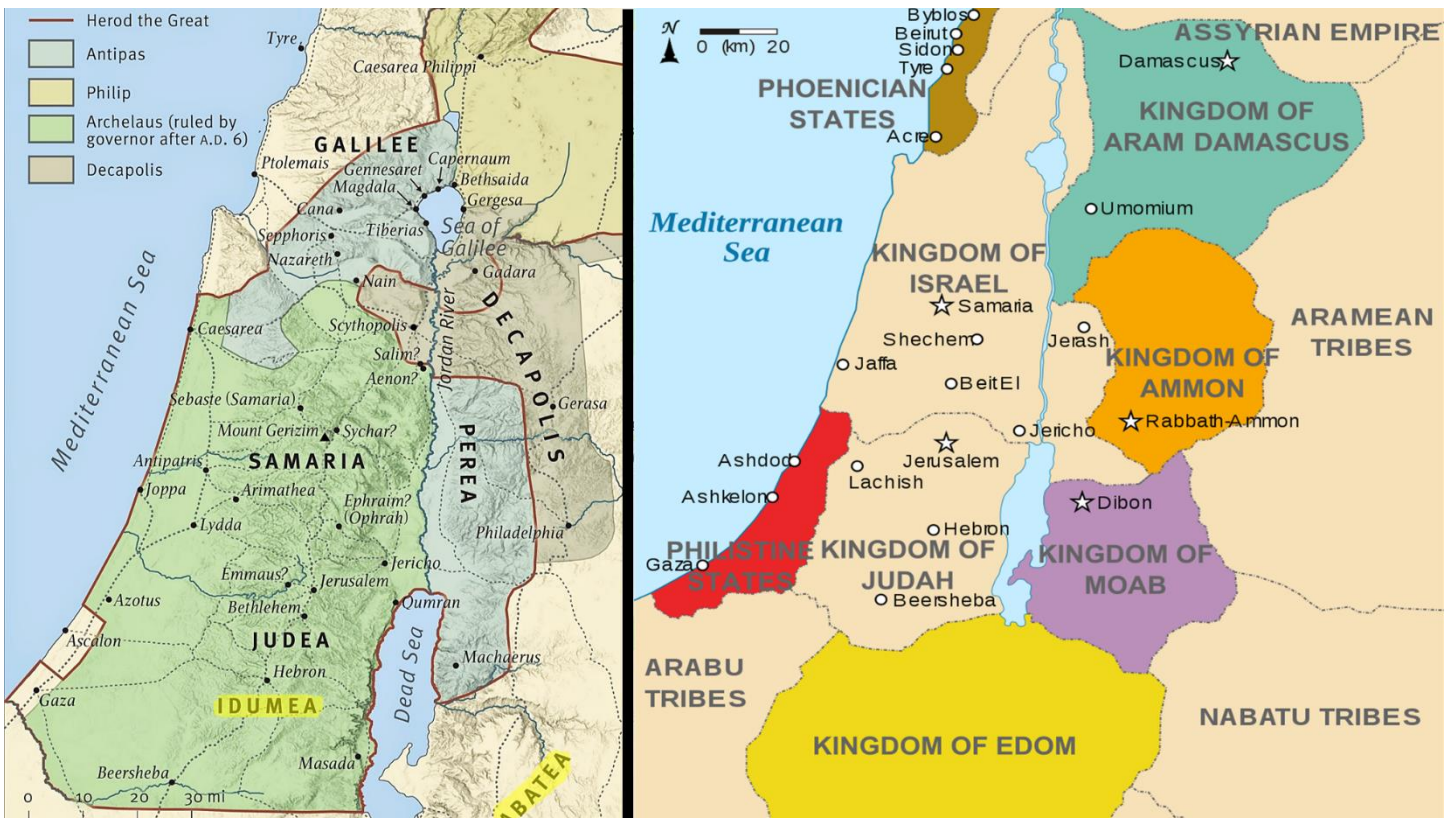 Herod the Great
Antipas
Philip
Archelaus (ruled by
governor after A.D. 6)
Decapolis
Tyre
Caesarea Philippi
GALILEE
Ptolemais
Capernaum
Gennesaret
Magdala
Bethsaida
Gergesa
Cana
Tiberias
Sea of
Galilee
Sepphoris
Nazareth
Gadara
Nain
Mediterranean Sea
Caesarea
Scythopolis
Jordan River
DECAPOLIS
Salim?
Aenon?
Sebaste (Samaria)
Gerasa
Mount Gerizim
Sychar?
PEREA
SAMARIA
Antipatris
Joppa
Arimathea
Ephraim?
(Ophrah)
Lydda
Philadelphia
Jericho
Emmaus?
Jerusalem
Azotus
Bethlehem
Qumran
Ascalon
JUDEA
Dead Sea
Machaerus
Hebron
Gaza
IDUMEA
Masada
Beersheba
BATEA
0 10 20 30 mi
N
0 (km) 20
Byblos
Beirut
Sidon
Tyre
ASSYRIAN EMPIRE
Damascus
PHOENICIAN
STATES
KINGDOM OF
ARAM DAMASCUS
Acre
Mediterranean
Sea
Umomium
KINGDOM OF
ISRAEL
Samaria
Shechem
Jerash
ARAMEAN
TRIBES
Jaffa
KINGDOM OF
AMMON
BeitEl
Rabbath-Ammon
Jericho
Ashdod
Jerusalem
Lachish
Ashkelon
Dibon
Hebron
PHILISTINE
STATES
KINGDOM OF
JUDAH
KINGDOM OF
MOAB
Gaza
Beersheba
ARABU
TRIBES
NABATU TRIBES
KINGDOM OF EDOM